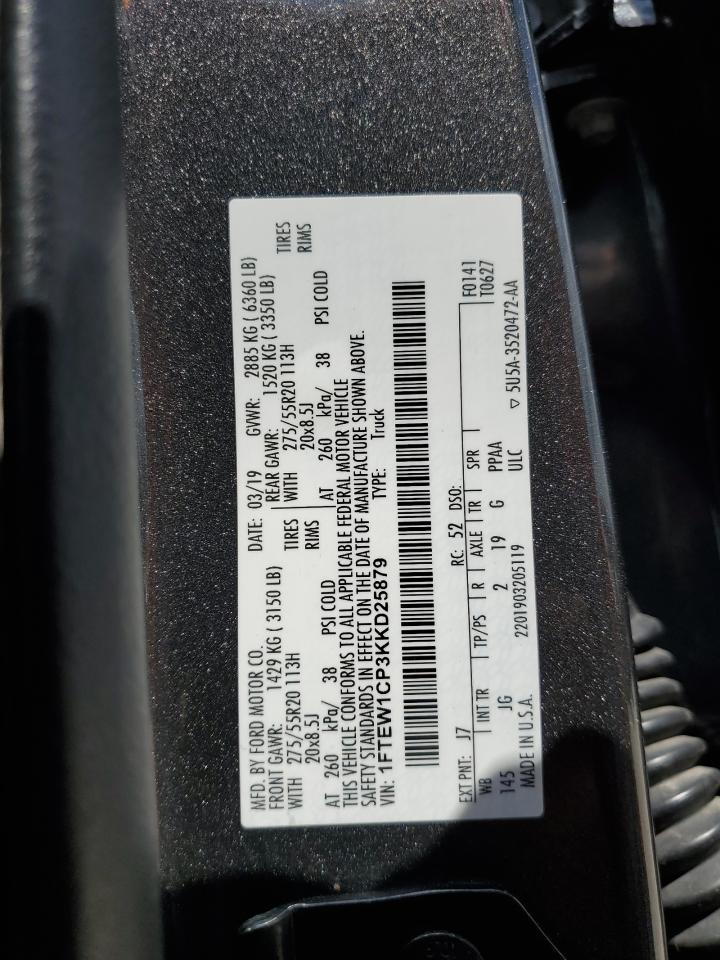 MFD. BY FORD MOTOR CO. DATE: 03/19 GVWR: 2885 KG ( 6360 LB)
FRONT GAWR: 1429 KG ( 3150 LB) REAR GAWR: 1520 KG ( 3350 LB)
WITH 275/55R20 113H TIRES WITH 275/55R20 113H TIRES
20x8.5J RIMS 20x8.5J RIMS
AT 260 kPa/ 38 PSI COLD AT 260 kPa/ 38 PSI COLD
THIS VEHICLE CONFORMS TO ALL APPLICABLE FEDERAL MOTOR VEHICLE
SAFETY STANDARDS IN EFFECT ON THE DATE OF MANUFACTURE SHOWN ABOVE.
VIN: 1FTEW1CP3KKD25879 TYPE: Truck
EXT PNT: J7 RC: 52 DSO: F0141
WB INT TR TP/PS R AXLE TR SPR T0627
145 JG 2 19 G PPAA
MADE IN U.S.A. 2201903205119 ULC ▽ 5U5A-3520472-AA